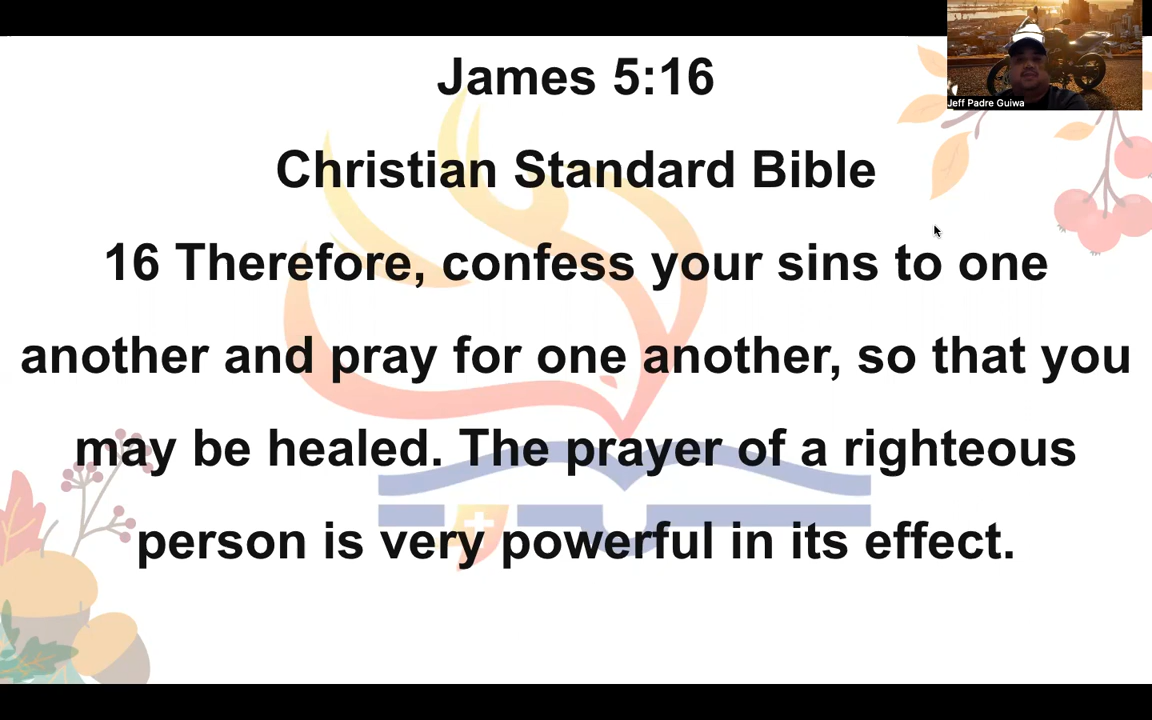 James 5:16
Jeff Padre Guiwa
Christian Standard Bible
16 Therefore, confess your sins to one
another and pray for one another, so that you
may be healed. The prayer of a righteous
person is very powerful in its effect.